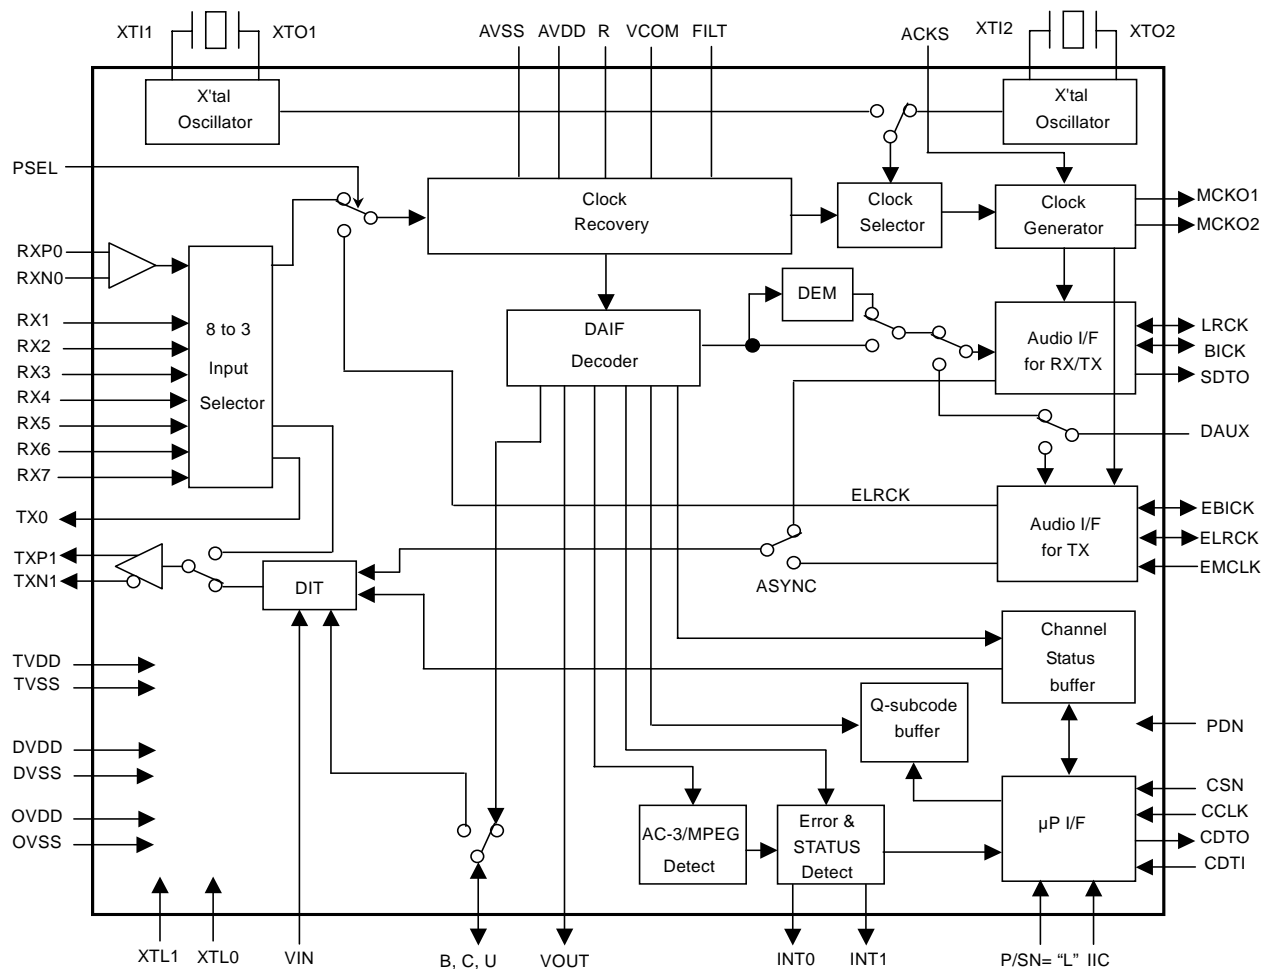 XTI1
XTO1
AVSS
AVDD
R
VCOM
FILT
ACKS
XTI2
XTO2
X'tal
Oscillator
X'tal
Oscillator
PSEL
Clock
Recovery
Clock
Selector
Clock
Generator
MCKO1
MCKO2
RXP0
RXN0
RX1
RX2
RX3
RX4
RX5
RX6
RX7
8 to 3
Input
Selector
DAIF
Decoder
DEM
Audio I/F
for RX/TX
LRCK
BICK
SDTO
DAUX
TX0
TXP1
TXN1
DIT
ELRCK
ASYNC
Audio I/F
for TX
EBICK
ELRCK
EMCLK
Channel
Status
buffer
TVDD
TVSS
DVDD
DVSS
OVDD
OVSS
Q-subcode
buffer
PDN
AC-3/MPEG
Detect
Error &
STATUS
Detect
µP I/F
CSN
CCLK
CDTO
CDTI
XTL1
XTL0
VIN
B, C, U
VOUT
INT0
INT1
P/SN= “L”
IIC